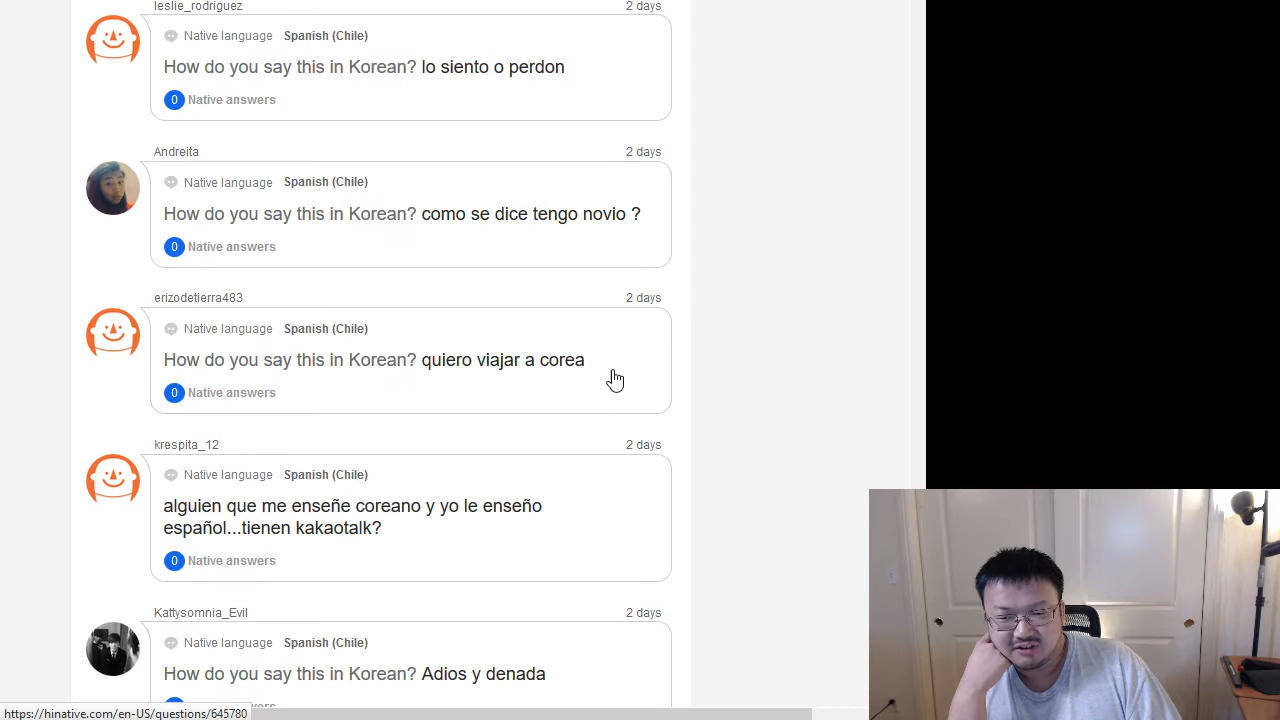 leslie_rodriguez 2 days
Native language Spanish (Chile)
How do you say this in Korean? lo siento o perdon
0 Native answers
Andreita 2 days
Native language Spanish (Chile)
How do you say this in Korean? como se dice tengo novio ?
0 Native answers
erizodetierra483 2 days
Native language Spanish (Chile)
How do you say this in Korean? quiero viajar a corea
0 Native answers
krespita_12 2 days
Native language Spanish (Chile)
alguien que me enseñe coreano y yo le enseño
español...tienen kakaotalk?
0 Native answers
Kattysomnia_Evil 2 days
Native language Spanish (Chile)
How do you say this in Korean? Adios y denada
https://hinative.com/en-US/questions/645780